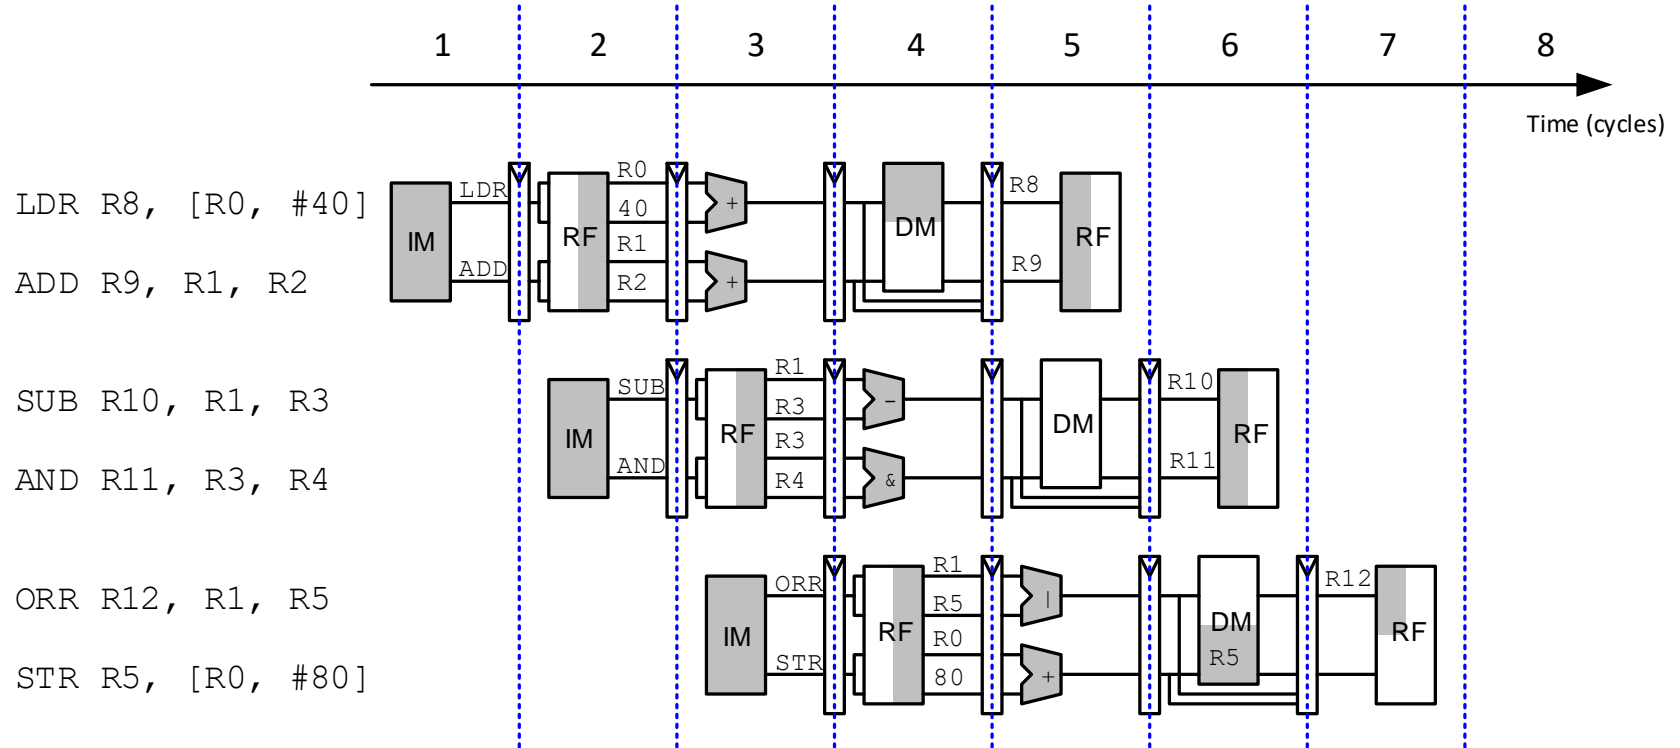 1 2 3 4 5 6 7 8
Time (cycles)
LDR R8, [R0, #40]
ADD R9, R1, R2
IM
LDR
ADD
RF
R0
40
R1
R2
+
+
DM
R8
R9
RF
SUB R10, R1, R3
AND R11, R3, R4
IM
SUB
AND
RF
R1
R3
R3
R4
-
&
DM
R10
R11
RF
ORR R12, R1, R5
STR R5, [R0, #80]
IM
ORR
STR
RF
R1
R5
R0
80
|
+
DM
R5
R12
RF